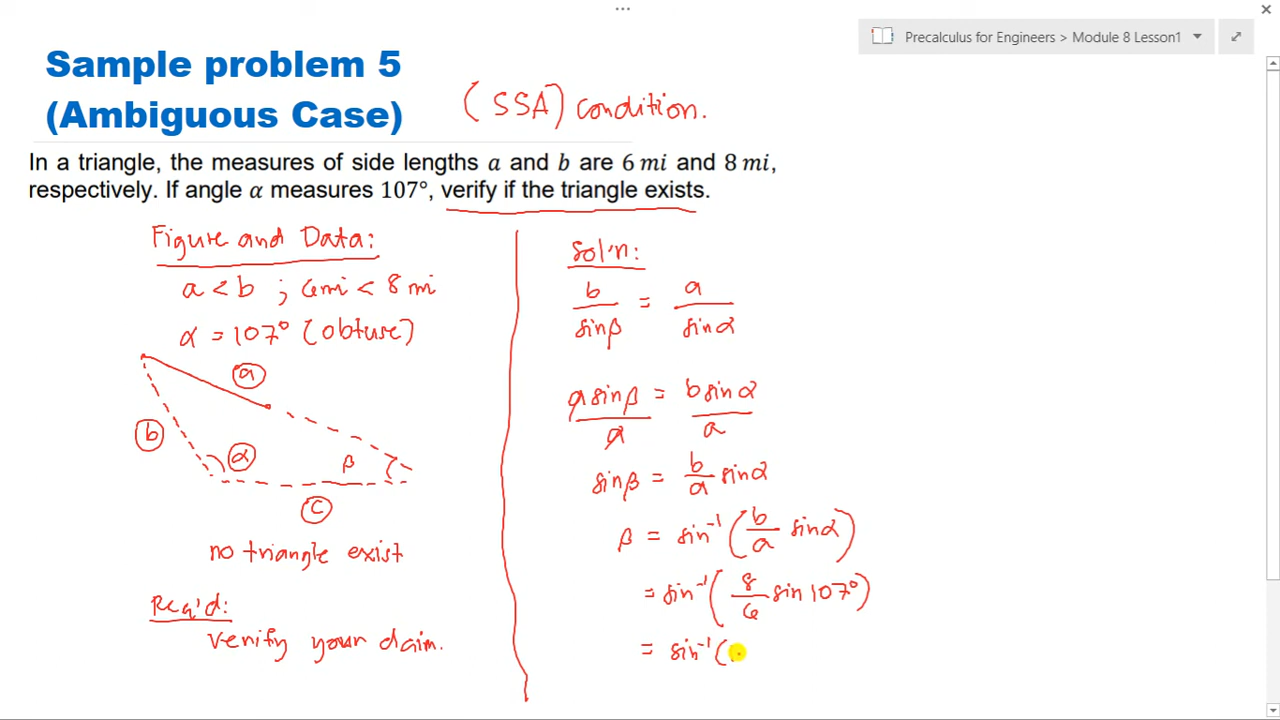 Precalculus for Engineers > Module 8 Lesson1
Sample problem 5
(Ambiguous Case)
(SSA) condition.
In a triangle, the measures of side lengths a and b are 6 mi and 8 mi,
respectively. If angle α measures 107°, verify if the triangle exists.
Figure and Data:
a < b ; 6mi < 8 mi
α = 107° (obtuse)
a
b
α
β
c
no triangle exist
Req'd:
verify your claim.
Sol'n:
b/sinβ = a/sinα
a sinβ/a = b sinα/a
sinβ = b/a sinα
β = sin⁻¹(b/a sinα)
= sin⁻¹(8/6 sin 107°)
= sin⁻¹(